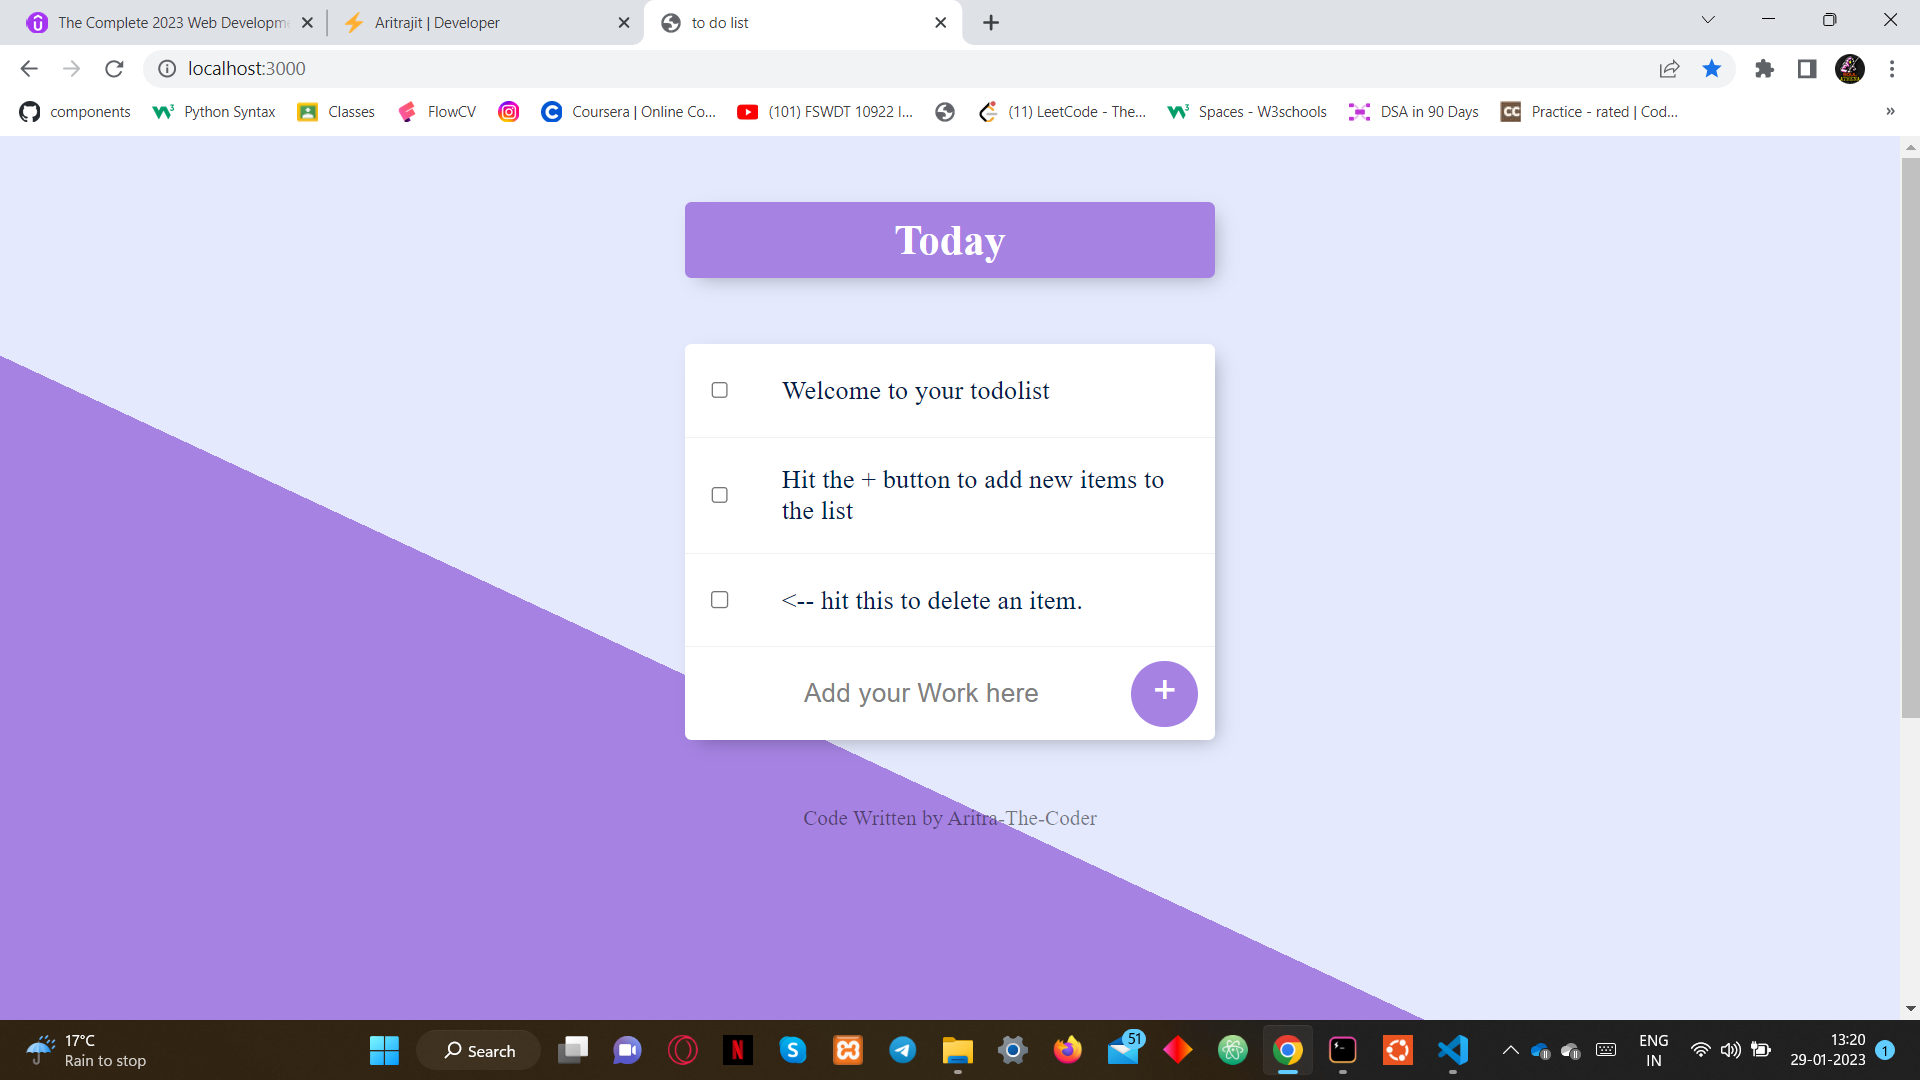 The Complete 2023 Web Developm
Aritrajit | Developer
to do list
localhost:3000
components
Python Syntax
Classes
FlowCV
Coursera | Online Co...
(101) FSWDT 10922 I...
(11) LeetCode - The...
Spaces - W3schools
DSA in 90 Days
CC
Practice - rated | Cod...
»
Today
Welcome to your todolist
Hit the + button to add new items to
the list
<-- hit this to delete an item.
Add your Work here
+
Code Written by Aritra-The-Coder
17°C
Rain to stop
Search
51
ENG
IN
13:20
29-01-2023
1